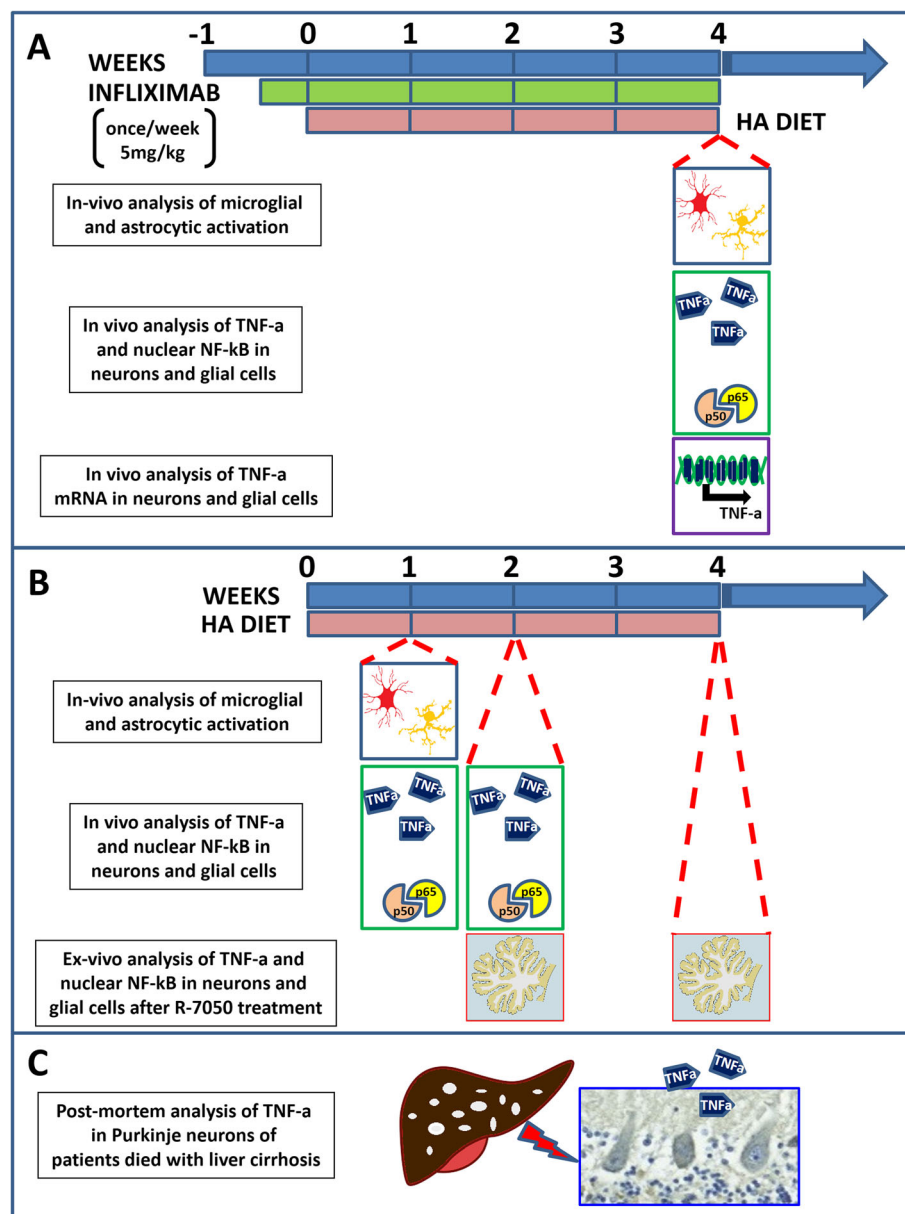 A
-1 0 1 2 3 4
WEEKS
INFLIXIMAB
once/week
5mg/kg
HA DIET
In-vivo analysis of microglial
and astrocytic activation
In vivo analysis of TNF-a
and nuclear NF-kB in
neurons and glial cells
TNFa
TNFa
TNFa
p65
p50
In vivo analysis of TNF-a
mRNA in neurons and glial cells
TNF-a
B
0 1 2 3 4
WEEKS
HA DIET
In-vivo analysis of microglial
and astrocytic activation
In vivo analysis of TNF-a
and nuclear NF-kB in
neurons and glial cells
TNFa
TNFa
TNFa
p65
p50
TNFa
TNFa
TNFa
p65
p50
Ex-vivo analysis of TNF-a and
nuclear NF-kB in neurons and
glial cells after R-7050 treatment
C
Post-mortem analysis of TNF-a
in Purkinje neurons of
patients died with liver cirrhosis
TNFa
TNFa
TNFa